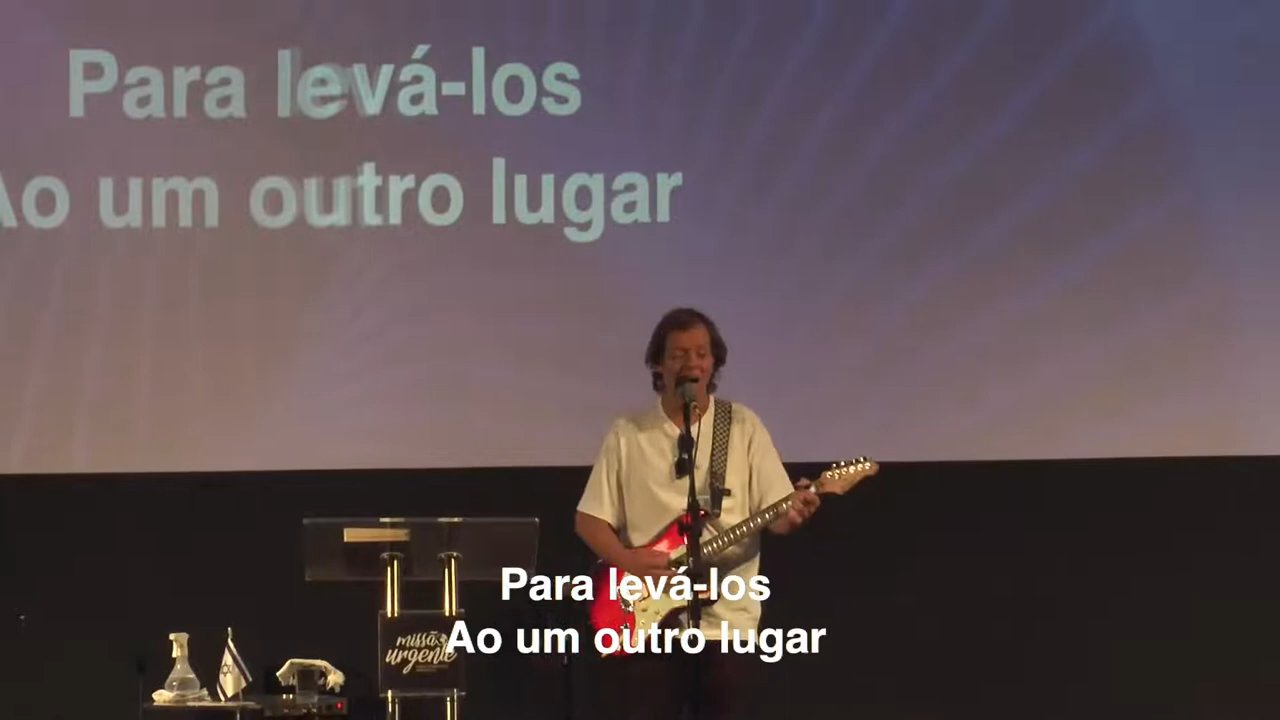 Para levá-los
Ao um outro lugar
Para levá-los
Ao um outro lugar
missão
urgente